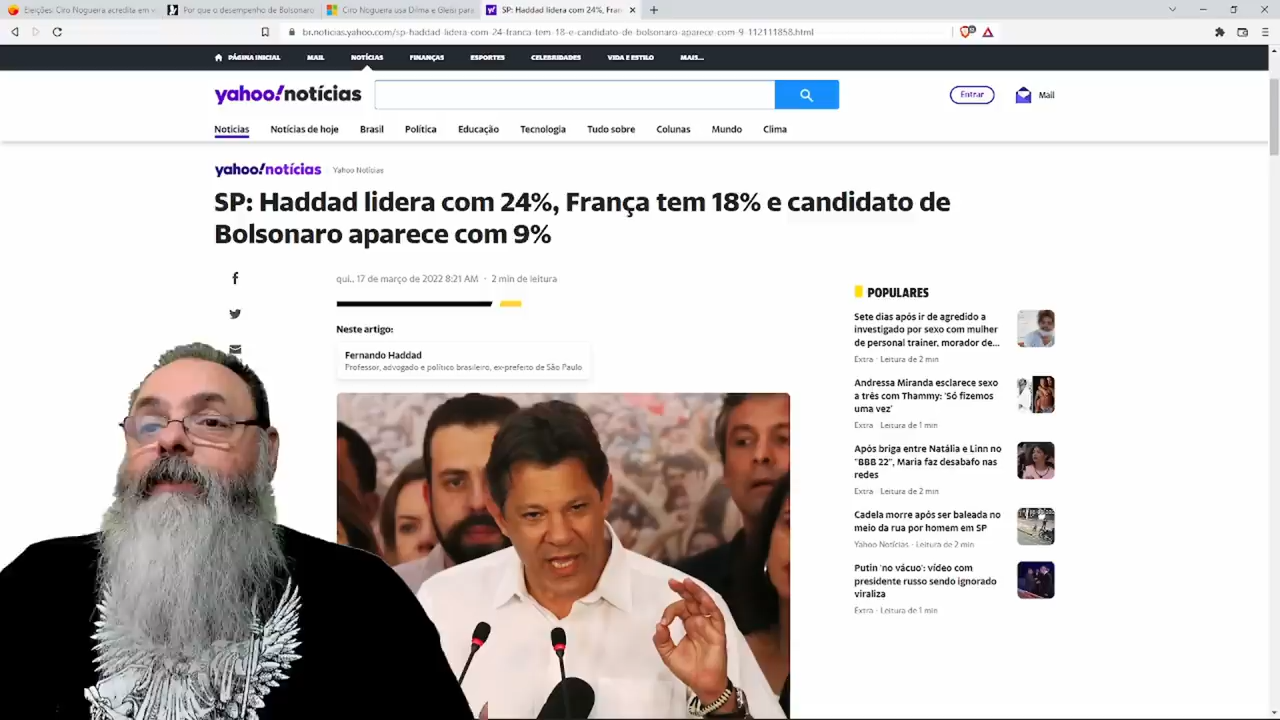 Eleições: Ciro Nogueira acredita e v
Por que o desempenho de Bolsonaro
Ciro Nogueira usa Dilma e Gleisi para
SP: Haddad lidera com 24%, Franç
br.noticias.yahoo.com/sp-haddad-lidera-com-24-franca-tem-18-e-candidato-de-bolsonaro-aparece-com-9-112111858.html
PÁGINA INICIAL MAIL NOTÍCIAS FINANÇAS ESPORTES CELEBRIDADES VIDA E ESTILO MAIS...
yahoo!notícias
Entrar
Mail
Notícias Notícias de hoje Brasil Política Educação Tecnologia Tudo sobre Colunas Mundo Clima
yahoo!notícias Yahoo Notícias
SP: Haddad lidera com 24%, França tem 18% e candidato de
Bolsonaro aparece com 9%
qui., 17 de março de 2022 8:21 AM · 2 min de leitura
Neste artigo:
Fernando Haddad
Professor, advogado e político brasileiro, ex-prefeito de São Paulo
POPULARES
Sete dias após ir de agredido a
investigado por sexo com mulher
de personal trainer, morador de...
Extra · Leitura de 2 min
Andressa Miranda esclarece sexo
a três com Thammy: 'Só fizemos
uma vez'
Extra · Leitura de 1 min
Após briga entre Natália e Linn no
"BBB 22", Maria faz desabafo nas
redes
Extra · Leitura de 2 min
Cadela morre após ser baleada no
meio da rua por homem em SP
Yahoo Notícias · Leitura de 2 min
Putin 'no vácuo': vídeo com
presidente russo sendo ignorado
viraliza
Extra · Leitura de 1 min